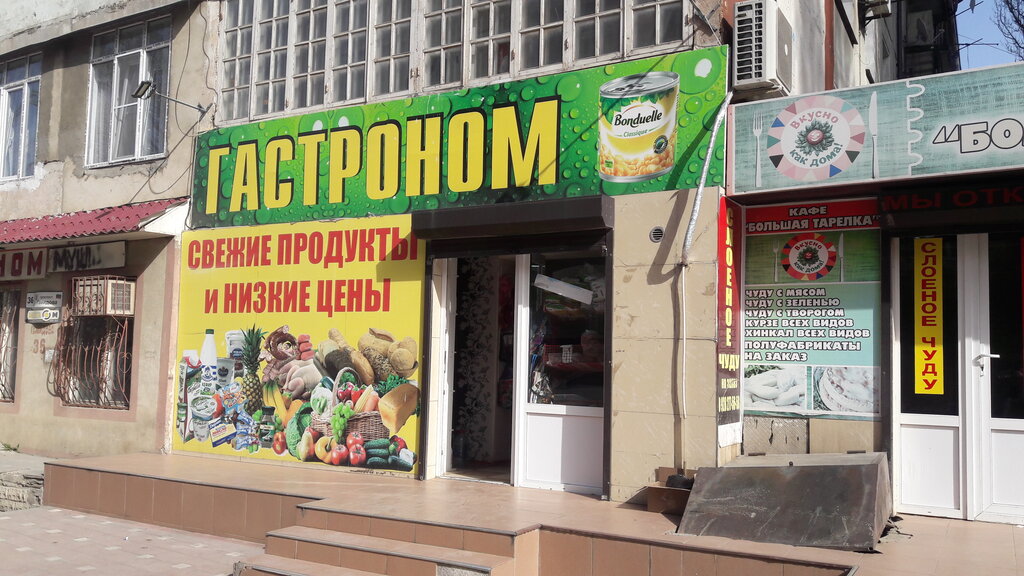 ГАСТРОНОМ
Bonduelle
Classique
СВЕЖИЕ ПРОДУКТЫ
и НИЗКИЕ ЦЕНЫ
36
36
СЛОЕНОЕ
ЧУДУ
ВКУСНО
КАК ДОМА!
"БО
МЫ ОТК
КАФЕ
"БОЛЬШАЯ ТАРЕЛКА"
ВКУСНО
КАК ДОМА!
ЧУДУ С МЯСОМ
ЧУДУ С ЗЕЛЕНЬЮ
ЧУДУ С ТВОРОГОМ
КУРЗЕ ВСЕХ ВИДОВ
ХИНКАЛ ВСЕХ ВИДОВ
ПОЛУФАБРИКАТЫ
НА ЗАКАЗ
СЛОЕНОЕ ЧУДУ